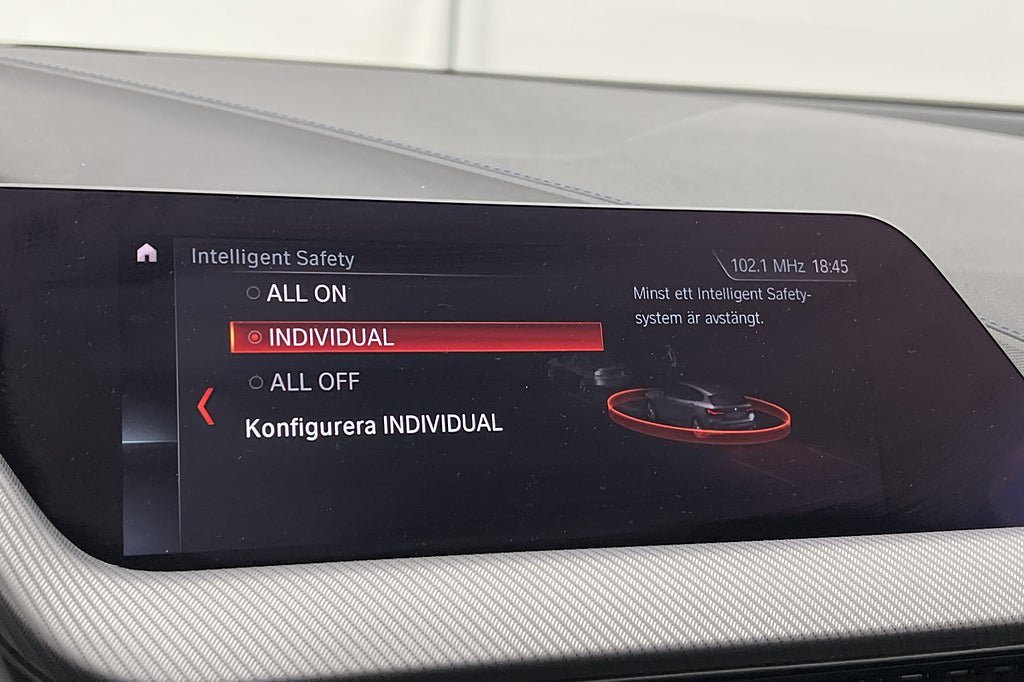 Intelligent Safety
102.1 MHz 18:45
ALL ON
INDIVIDUAL
ALL OFF
Konfigurera INDIVIDUAL
Minst ett Intelligent Safety-
system är avstängt.